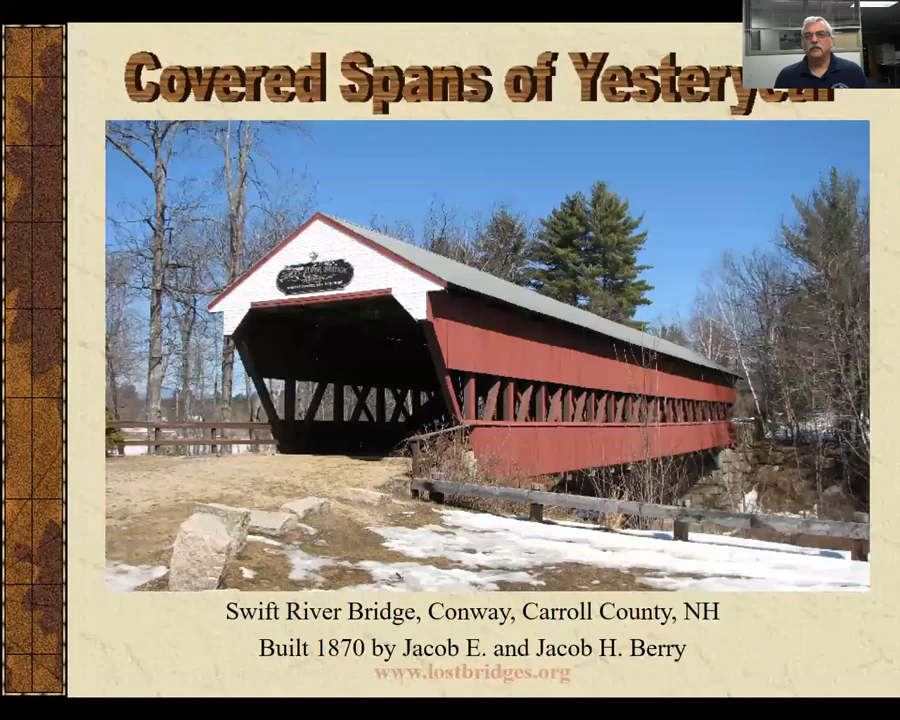 Covered Spans of Yesteryear
Swift River Bridge, Conway, Carroll County, NH
Built 1870 by Jacob E. and Jacob H. Berry
www.lostbridges.org